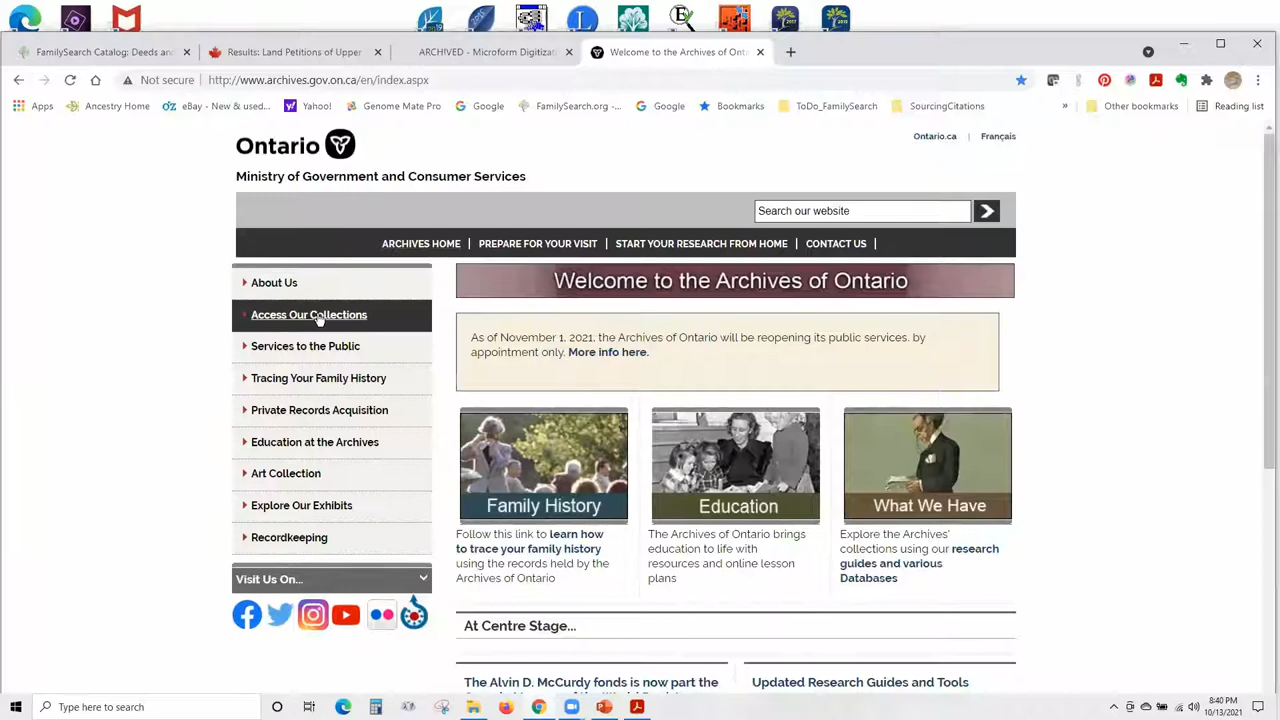 FamilySearch Catalog: Deeds and
Results: Land Petitions of Upper
ARCHIVED - Microform Digitizat
Welcome to the Archives of Ont
Not secure
http://www.archives.gov.on.ca/en/index.aspx
Apps
Ancestry Home
eBay - New & used...
Yahoo!
Genome Mate Pro
Google
FamilySearch.org -...
Google
Bookmarks
ToDo_FamilySearch
SourcingCitations
»
Other bookmarks
Reading list
Ontario
Ontario.ca | Français
Ministry of Government and Consumer Services
Search our website
ARCHIVES HOME | PREPARE FOR YOUR VISIT | START YOUR RESEARCH FROM HOME | CONTACT US |
About Us
Access Our Collections
Services to the Public
Tracing Your Family History
Private Records Acquisition
Education at the Archives
Art Collection
Explore Our Exhibits
Recordkeeping
Visit Us On...
Welcome to the Archives of Ontario
As of November 1, 2021, the Archives of Ontario will be reopening its public services, by
appointment only. More info here.
Family History
Follow this link to learn how
to trace your family history
using the records held by the
Archives of Ontario
Education
The Archives of Ontario brings
education to life with
resources and online lesson
plans
What We Have
Explore the Archives'
collections using our research
guides and various
Databases
At Centre Stage...
The Alvin D. McCurdy fonds is now part the
Updated Research Guides and Tools
Type here to search
8:40 PM
10/13/2021